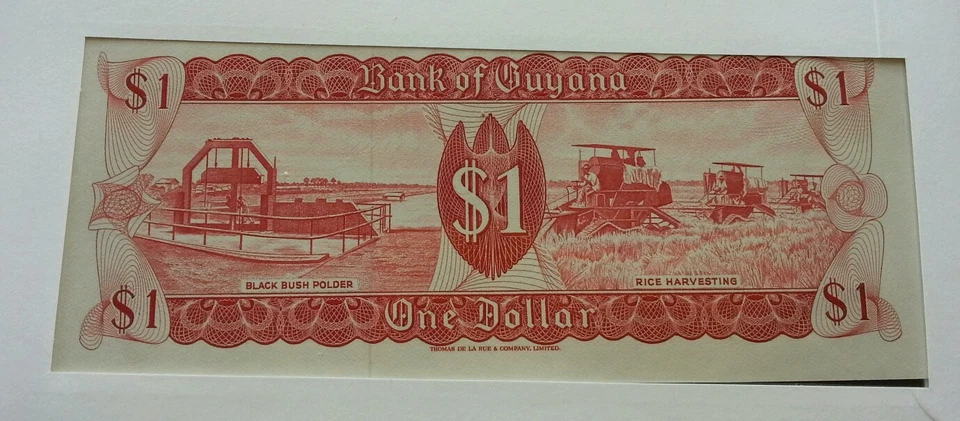 $1 Bank of Guyana $1
$1
BLACK BUSH POLDER RICE HARVESTING
$1 One Dollar $1
THOMAS DE LA RUE & COMPANY, LIMITED.